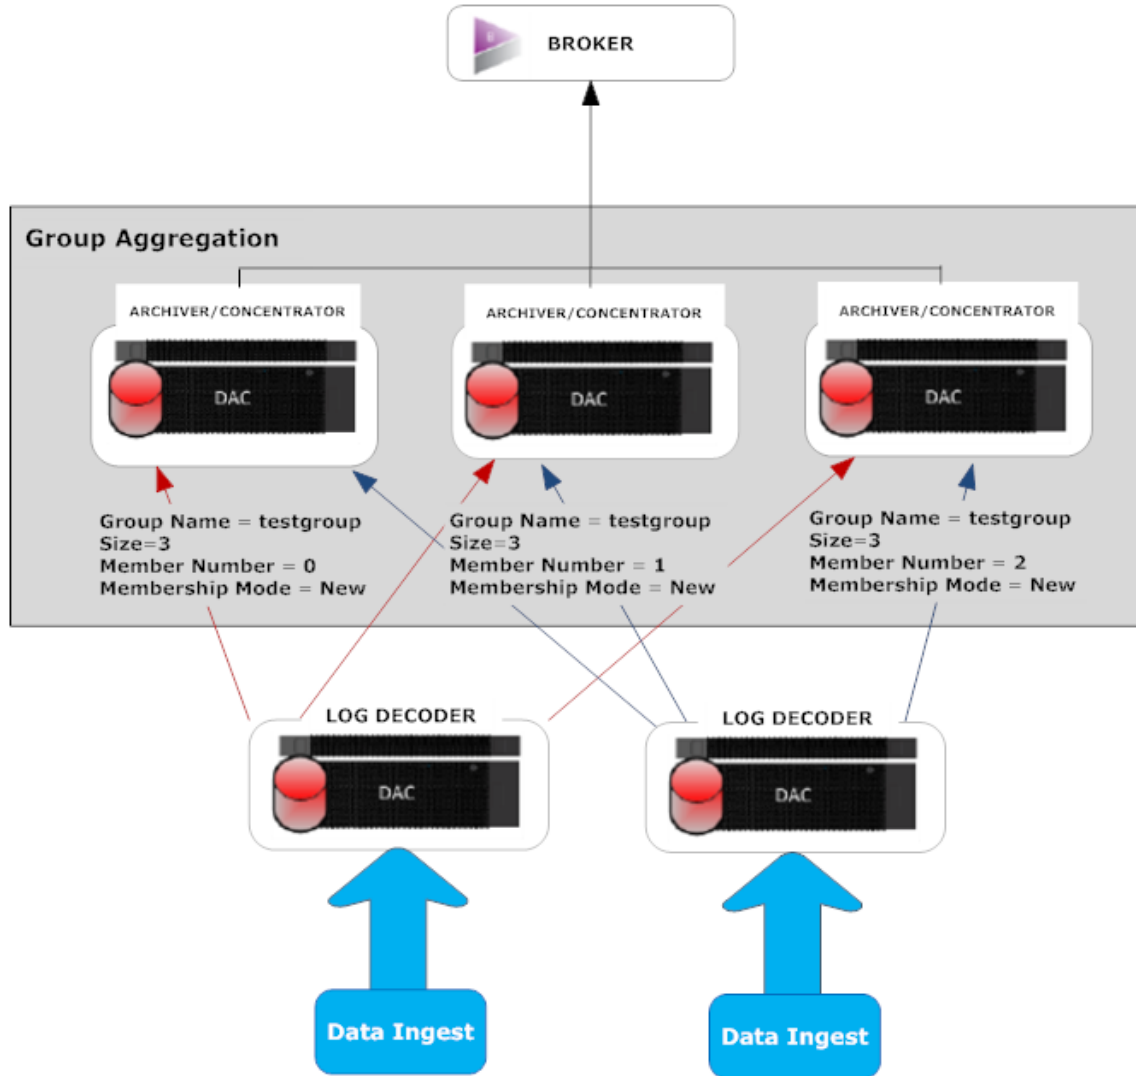 BROKER
Group Aggregation
ARCHIVER/CONCENTRATOR
ARCHIVER/CONCENTRATOR
ARCHIVER/CONCENTRATOR
DAC
DAC
DAC
Group Name = testgroup
Size=3
Member Number = 0
Membership Mode = New
Group Name = testgroup
Size=3
Member Number = 1
Membership Mode = New
Group Name = testgroup
Size=3
Member Number = 2
Membership Mode = New
LOG DECODER
LOG DECODER
DAC
DAC
Data Ingest
Data Ingest